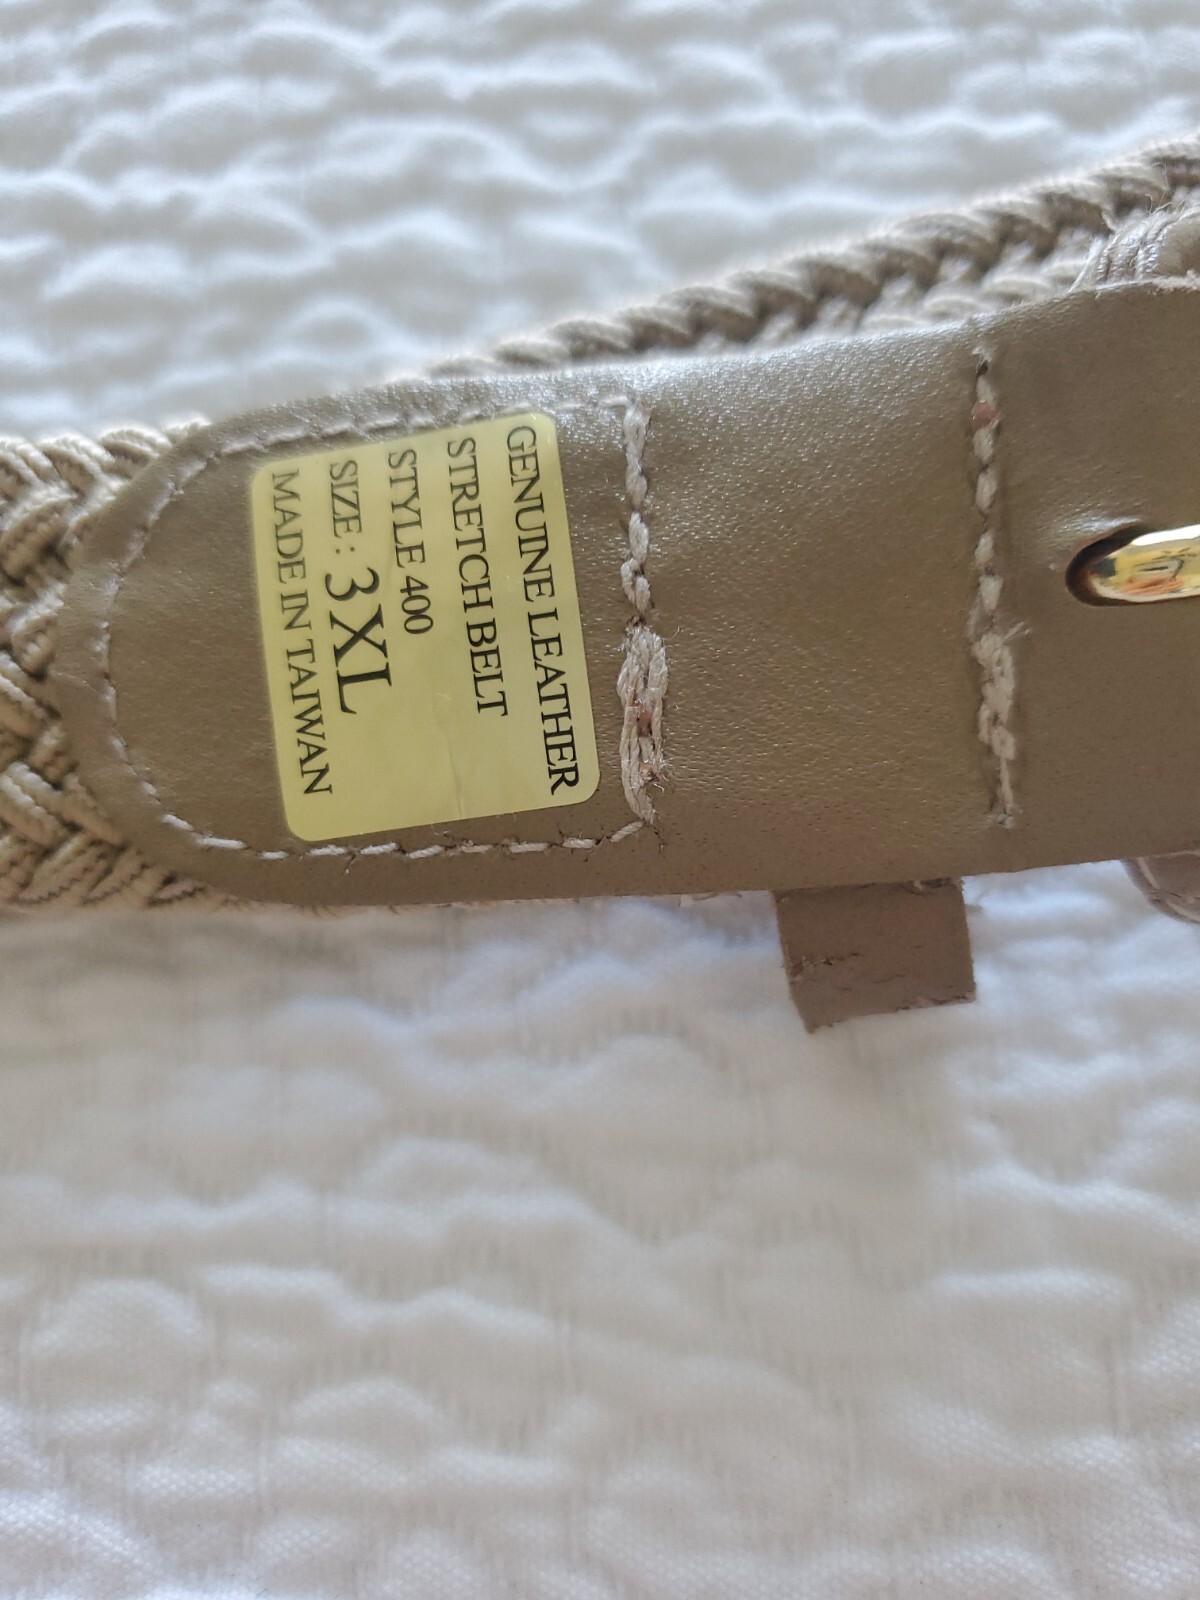 GENUINE LEATHER
STRETCH BELT
STYLE 400
SIZE : 3XL
MADE IN TAIWAN